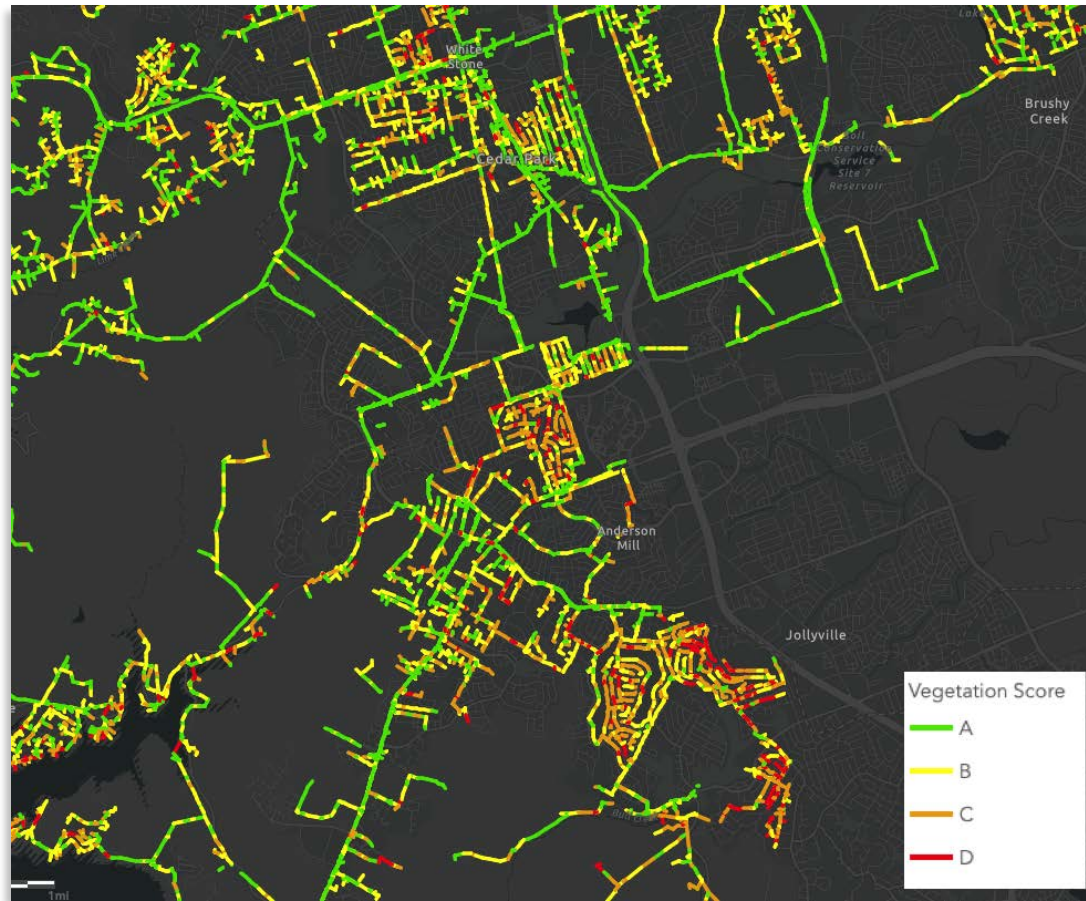 White
Stone
Brushy
Creek
Soil
Conservation
Service
Site 7
Reservoir
Cedar Park
Anderson
Mill
Jollyville
Vegetation Score
A
B
C
D
1mi